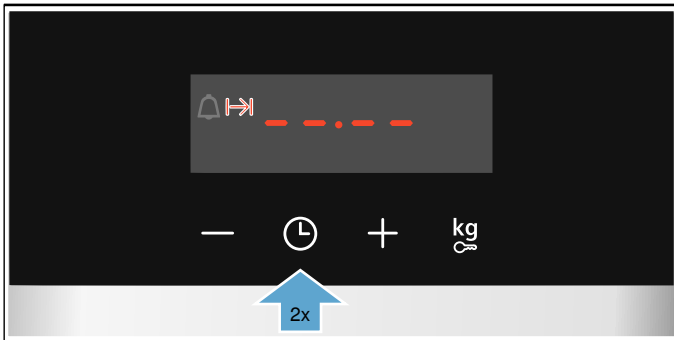 – –.– –
– + kg
2x